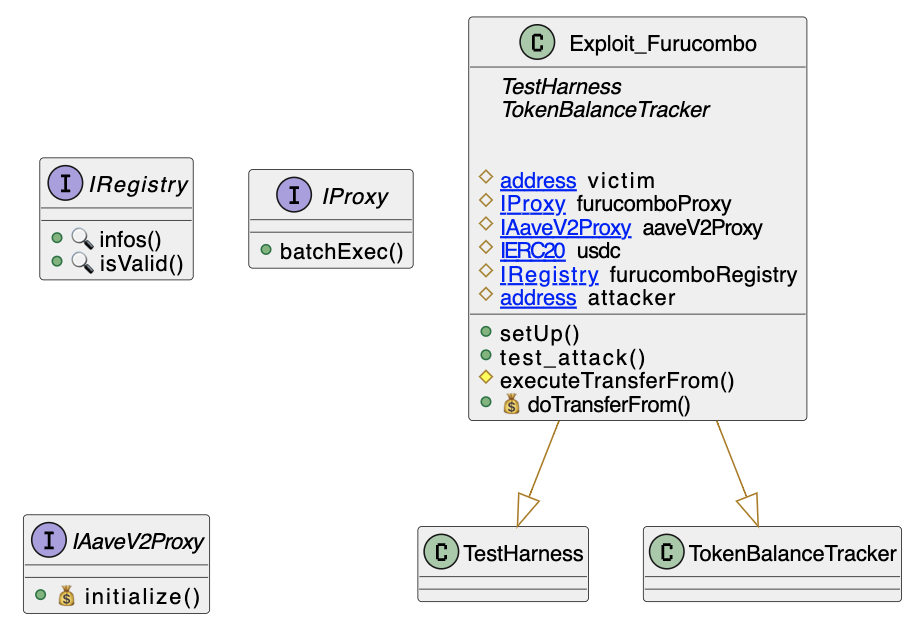 C Exploit_Furucombo
TestHarness
TokenBalanceTracker
address victim
IProxy furucomboProxy
IAaveV2Proxy aaveV2Proxy
IERC20 usdc
IRegistry furucomboRegistry
address attacker
setUp()
test_attack()
executeTransferFrom()
doTransferFrom()
I IRegistry
infos()
isValid()
I IProxy
batchExec()
I IAaveV2Proxy
initialize()
C TestHarness
C TokenBalanceTracker